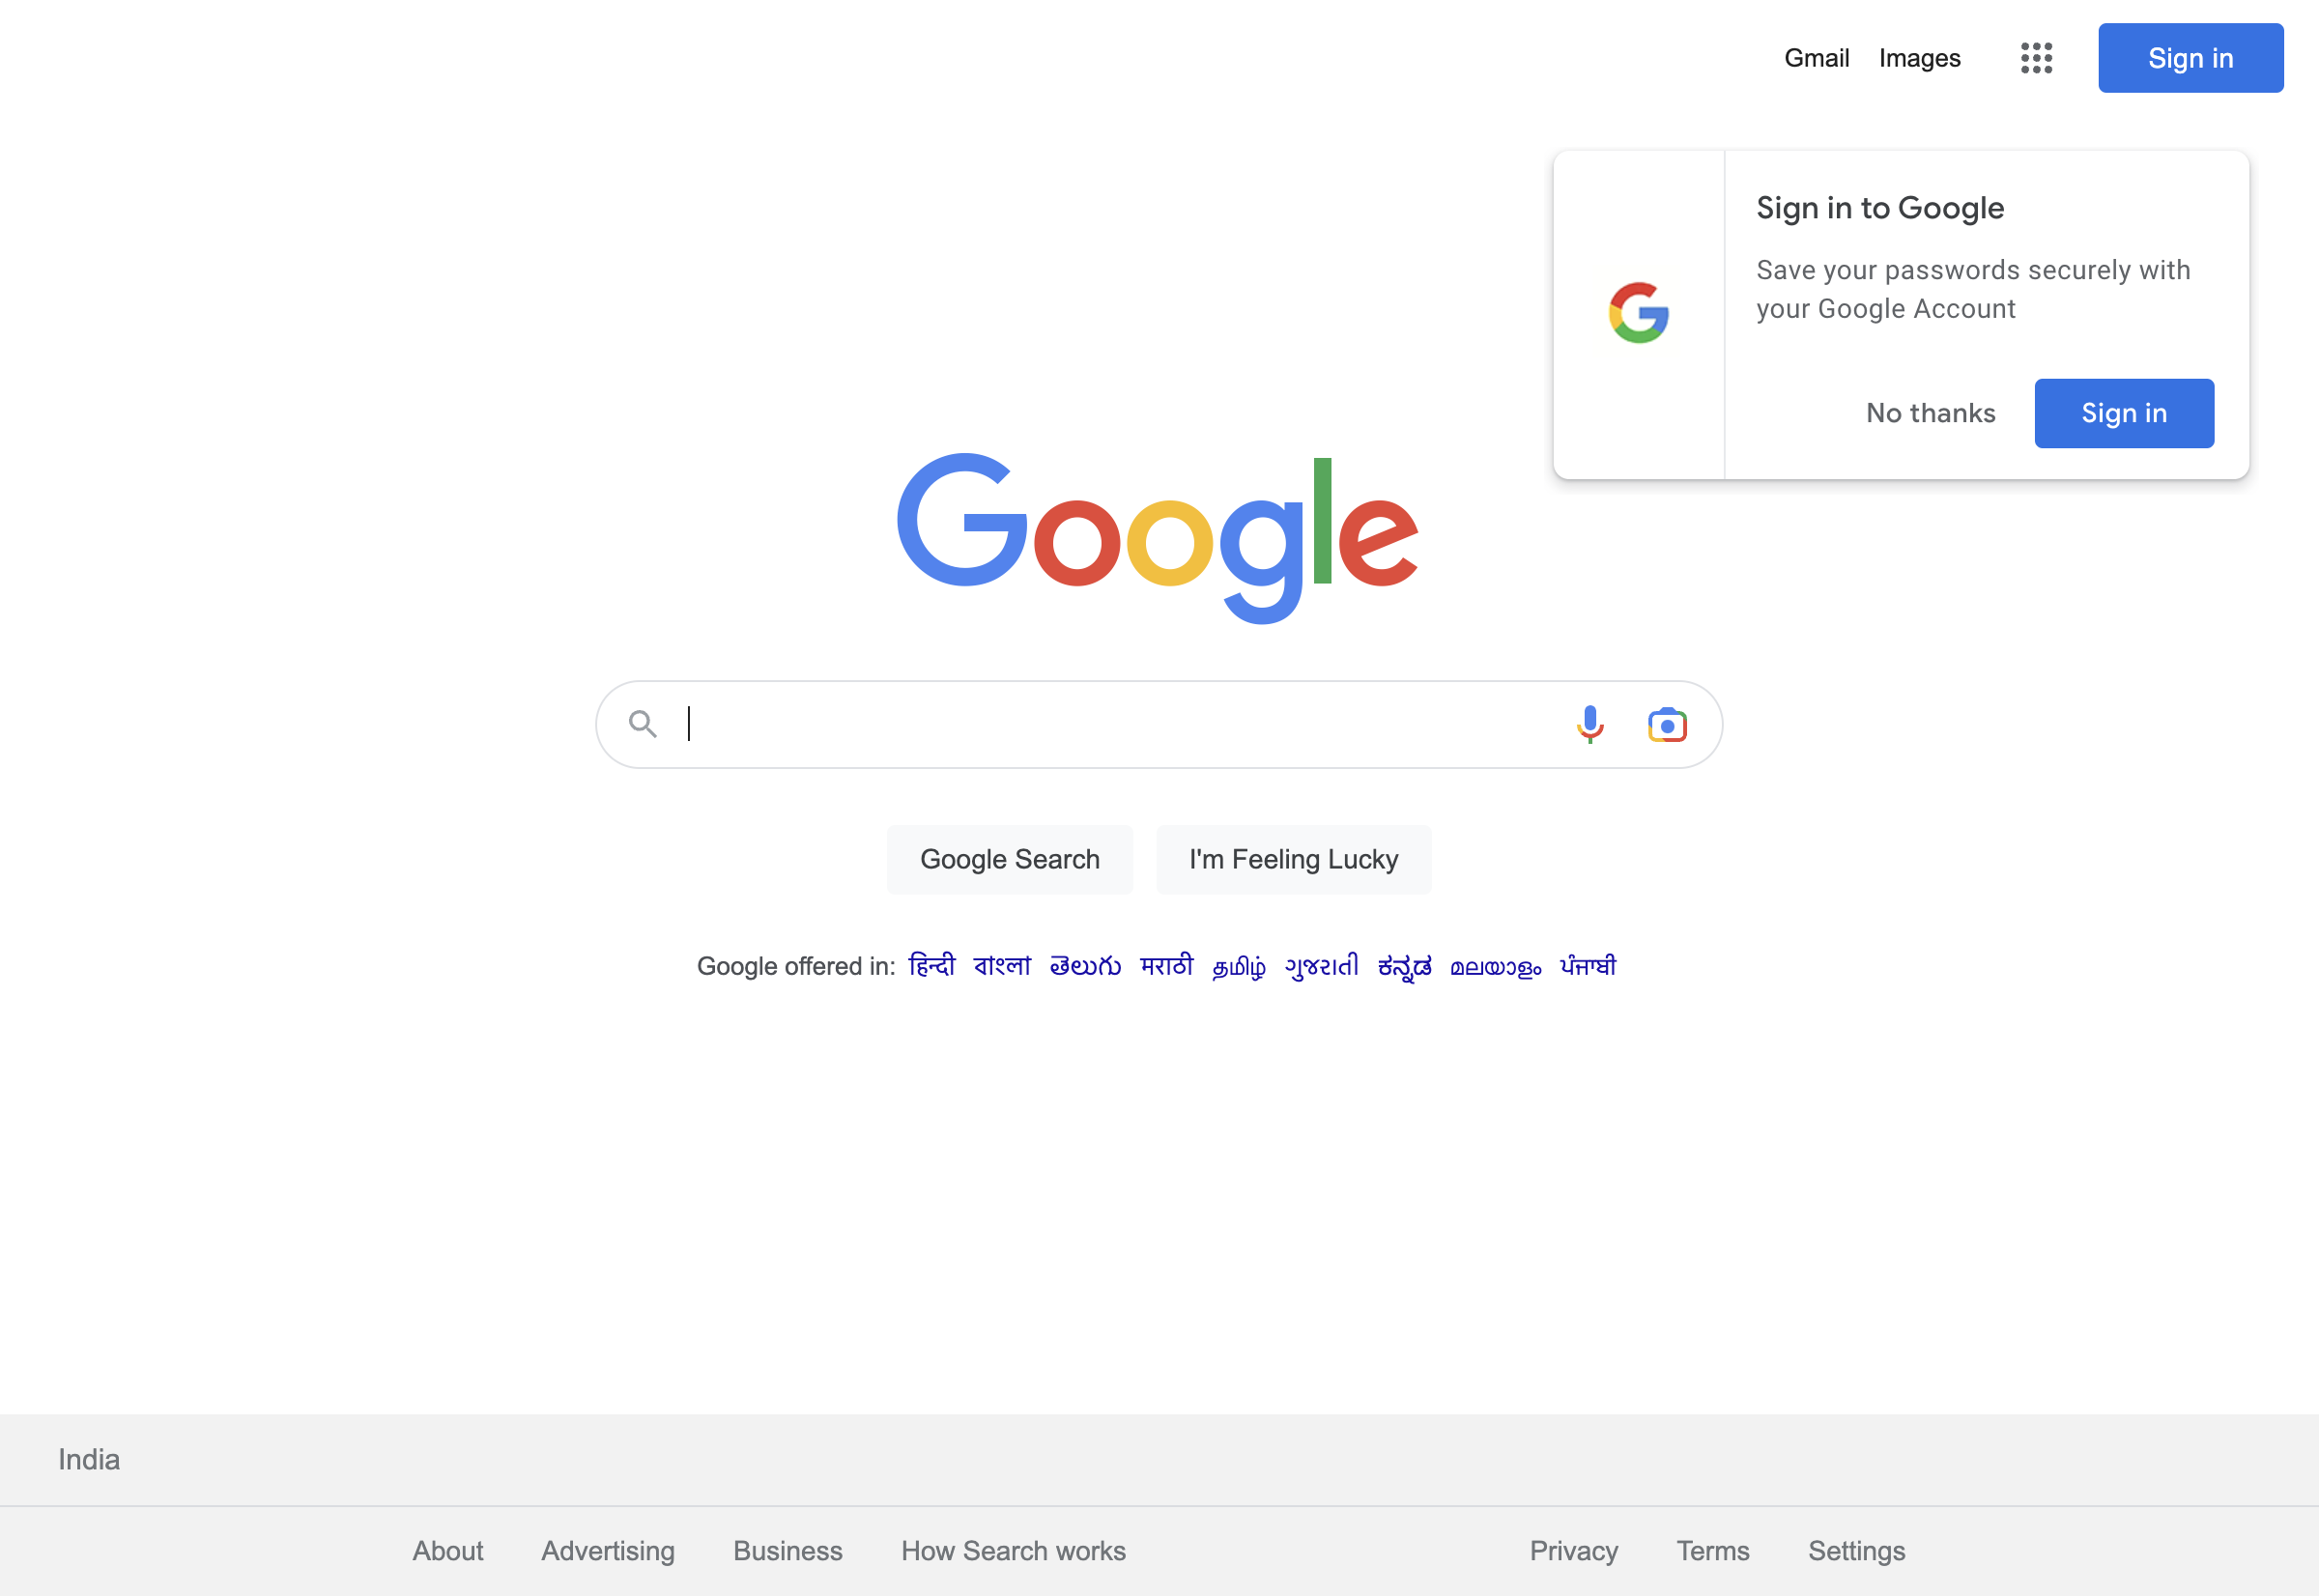 Gmail Images Sign in
Sign in to Google
Save your passwords securely with
your Google Account
No thanks Sign in
Google
Google Search I'm Feeling Lucky
Google offered in: हिन्दी বাংলা తెలుగు मराठी தமிழ் ગુજરાતી ಕನ್ನಡ മലയാളം ਪੰਜਾਬੀ
India
About Advertising Business How Search works Privacy Terms Settings